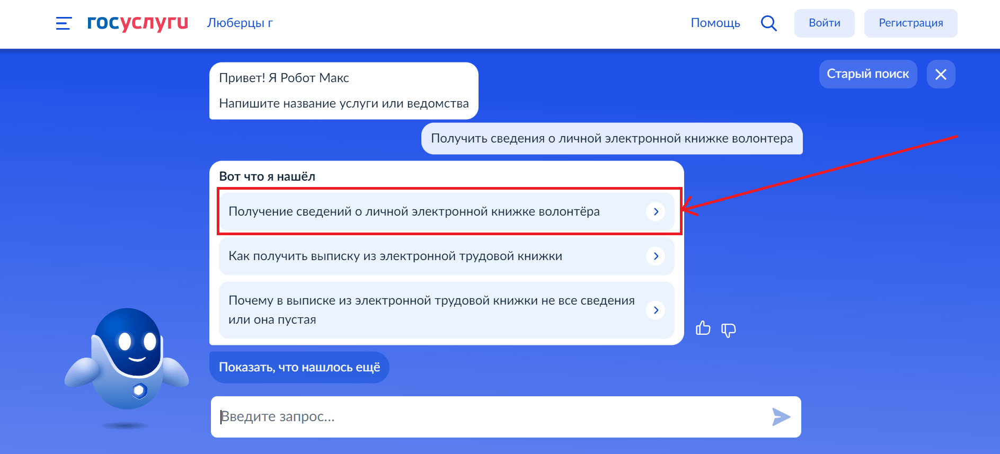 госуслуги Люберцы г Помощь Войти Регистрация
Старый поиск
Привет! Я Робот Макс
Напишите название услуги или ведомства
Получить сведения о личной электронной книжке волонтера
Вот что я нашёл
Получение сведений о личной электронной книжке волонтёра
Как получить выписку из электронной трудовой книжки
Почему в выписке из электронной трудовой книжки не все сведения
или она пустая
Показать, что нашлось ещё
Введите запрос...